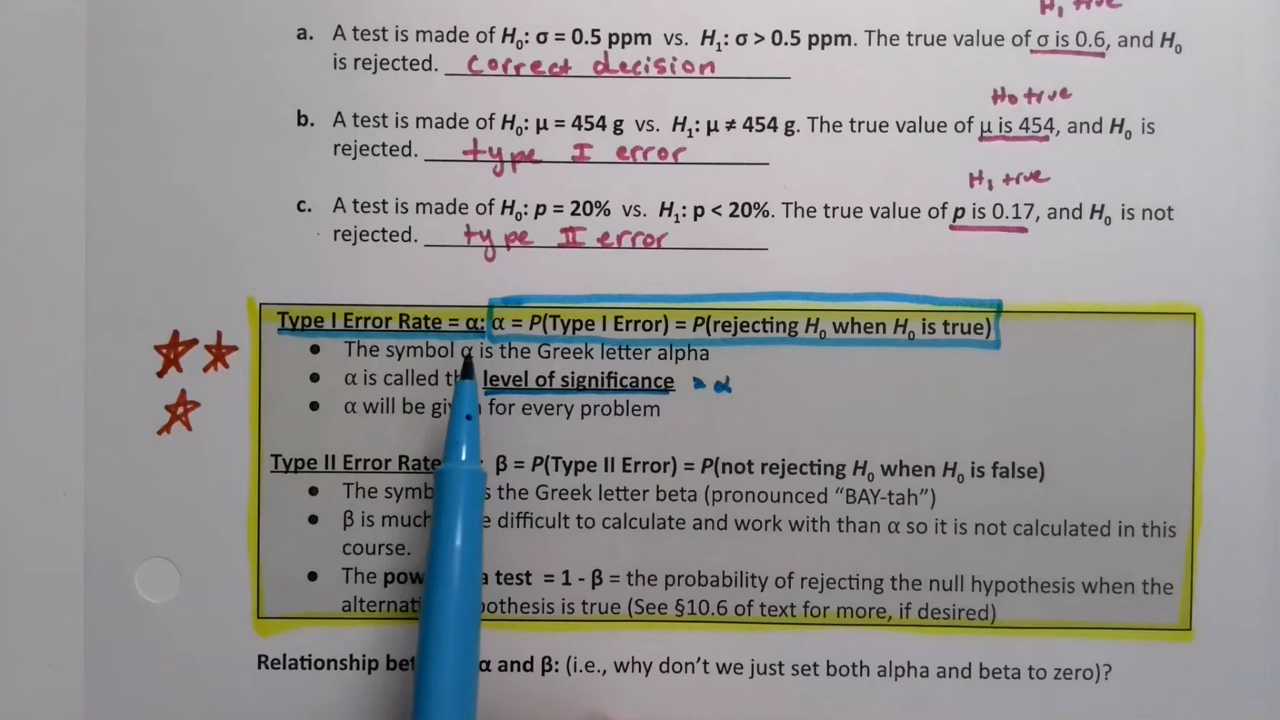 H₁ true
a. A test is made of H₀: σ = 0.5 ppm vs. H₁: σ > 0.5 ppm. The true value of σ is 0.6, and H₀
is rejected. correct decision
H₀ true
b. A test is made of H₀: μ = 454 g vs. H₁: μ ≠ 454 g. The true value of μ is 454, and H₀ is
rejected. type I error
H₁ true
c. A test is made of H₀: p = 20% vs. H₁: p < 20%. The true value of p is 0.17, and H₀ is not
rejected. type II error
Type I Error Rate = α: α = P(Type I Error) = P(rejecting H₀ when H₀ is true)
• The symbol α is the Greek letter alpha
• α is called the level of significance α
• α will be given for every problem
Type II Error Rate β = P(Type II Error) = P(not rejecting H₀ when H₀ is false)
• The symb the Greek letter beta (pronounced “BAY-tah”)
• β is much difficult to calculate and work with than α so it is not calculated in this
course.
• The pow a test = 1 - β = the probability of rejecting the null hypothesis when the
alternat pothesis is true (See §10.6 of text for more, if desired)
Relationship bet α and β: (i.e., why don’t we just set both alpha and beta to zero)?